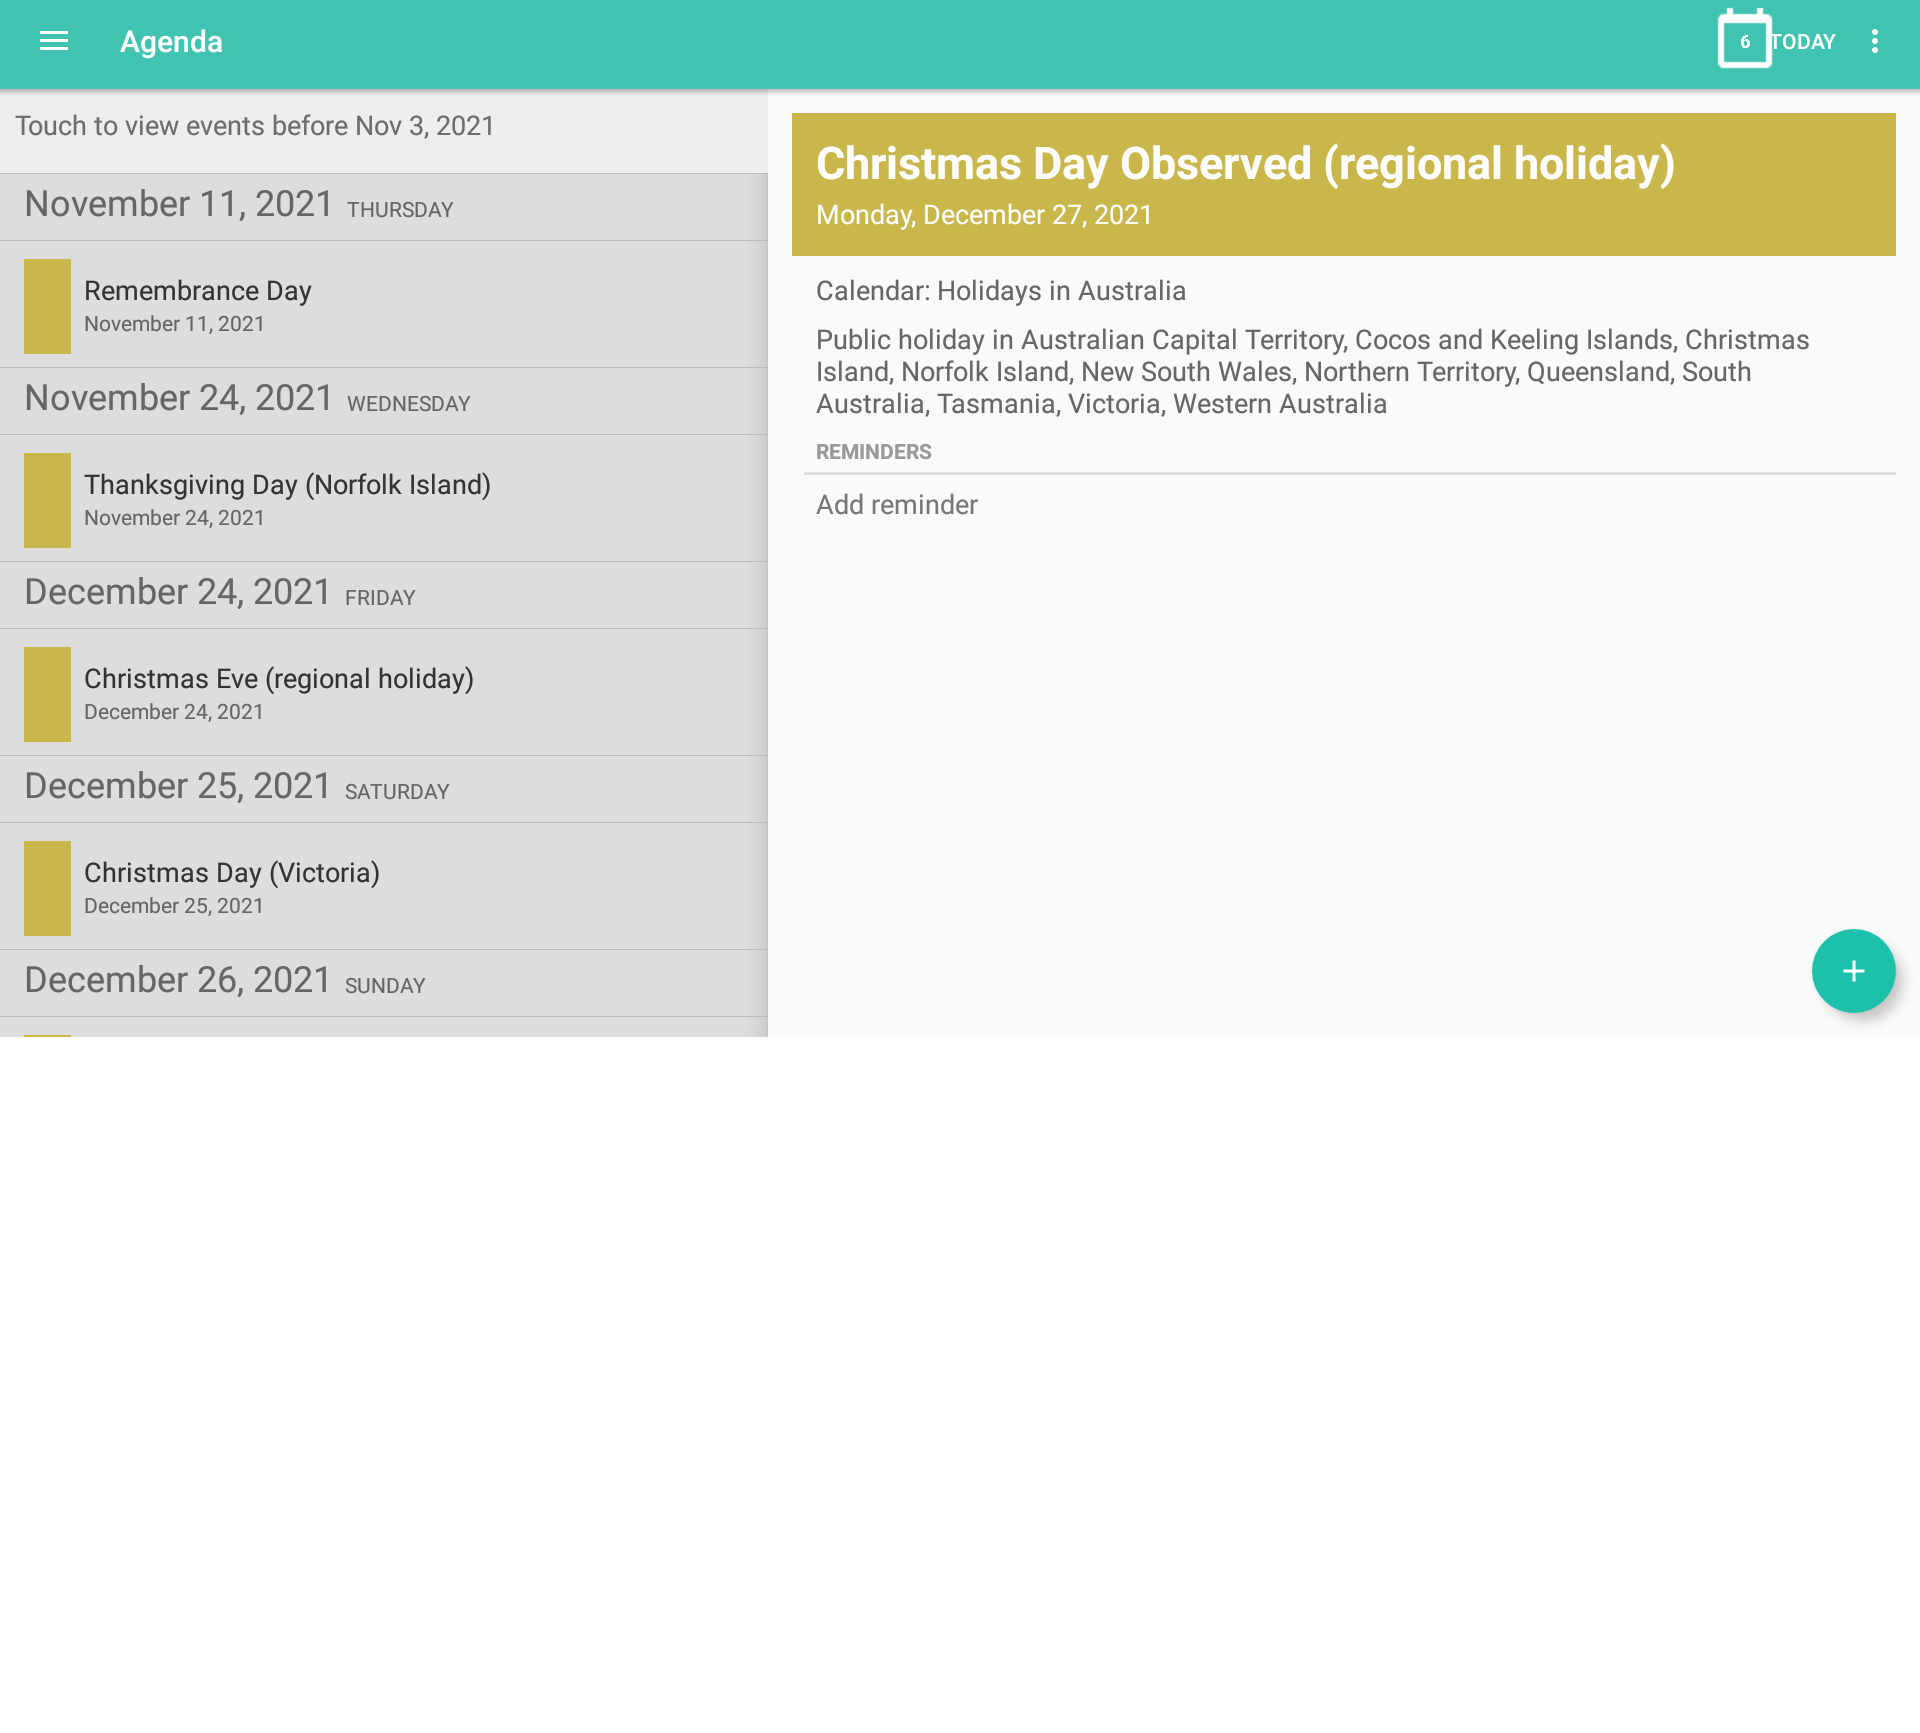 Agenda
6 TODAY
Touch to view events before Nov 3, 2021
November 11, 2021 THURSDAY
Remembrance Day
November 11, 2021
November 24, 2021 WEDNESDAY
Thanksgiving Day (Norfolk Island)
November 24, 2021
December 24, 2021 FRIDAY
Christmas Eve (regional holiday)
December 24, 2021
December 25, 2021 SATURDAY
Christmas Day (Victoria)
December 25, 2021
December 26, 2021 SUNDAY
Christmas Day Observed (regional holiday)
Monday, December 27, 2021
Calendar: Holidays in Australia
Public holiday in Australian Capital Territory, Cocos and Keeling Islands, Christmas
Island, Norfolk Island, New South Wales, Northern Territory, Queensland, South
Australia, Tasmania, Victoria, Western Australia
REMINDERS
Add reminder